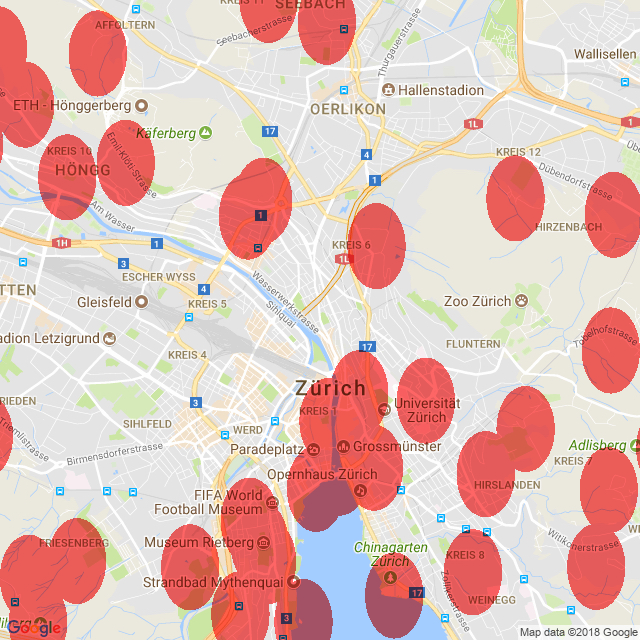 KREIS 11
SEEBACH
AFFOLTERN
Seebacherstrasse
Thurgauerstrasse
Wallisellen
Hallenstadion
ETH - Hönggerberg
OERLIKON
1L
1
17
Käferberg
KREIS 10
Emil-Klöti-Strasse
4
KREIS 12
HÖNGG
1
Dübendorfstrasse
Am Wasser
1
HIRZENBACH
1H
1
KREIS 6
1L
3
ESCHER WYSS
TTEN
4
Wasserwerkstrasse
Gleisfeld
KREIS 5
Sihlquai
Zoo Zürich
Tobelhofstrasse
adion Letzigrund
17
FLUNTERN
KREIS 4
Zürich
RIEDEN
3
KREIS 1
Universität
Zürich
SIHLFELD
WERD
Triemlistrasse
Birmensdorferstrasse
Paradeplatz
Grossmünster
Adlisberg
KREIS 7
Opernhaus Zürich
HIRSLANDEN
FIFA World
Football Museum
Witikonerstrasse
FRIESENBERG
Museum Rietberg
Chinagarten
Zürich
KREIS 8
Strandbad Mythenquai
Zollikerstrasse
17
WEINEGG
3
Google
Map data ©2018 Google